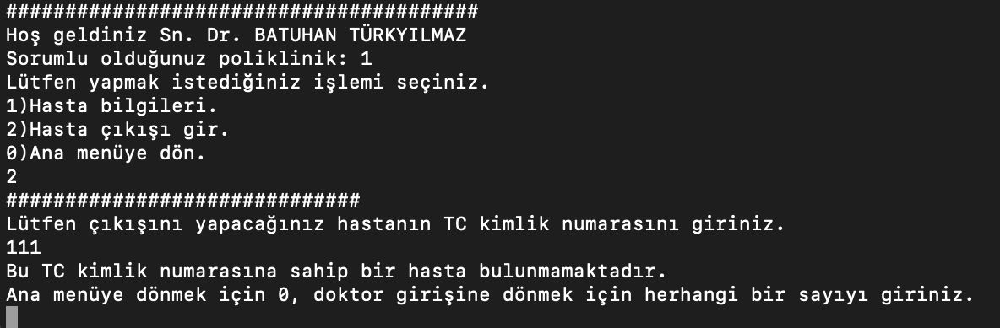 ########################################
Hoş geldiniz Sn. Dr. BATUHAN TÜRKYILMAZ
Sorumlu olduğunuz poliklinik: 1
Lütfen yapmak istediğiniz işlemi seçiniz.
1)Hasta bilgileri.
2)Hasta çıkışı gir.
0)Ana menüye dön.
2
##############################
Lütfen çıkışını yapacağınız hastanın TC kimlik numarasını giriniz.
111
Bu TC kimlik numarasına sahip bir hasta bulunmamaktadır.
Ana menüye dönmek için 0, doktor girişine dönmek için herhangi bir sayıyı giriniz.